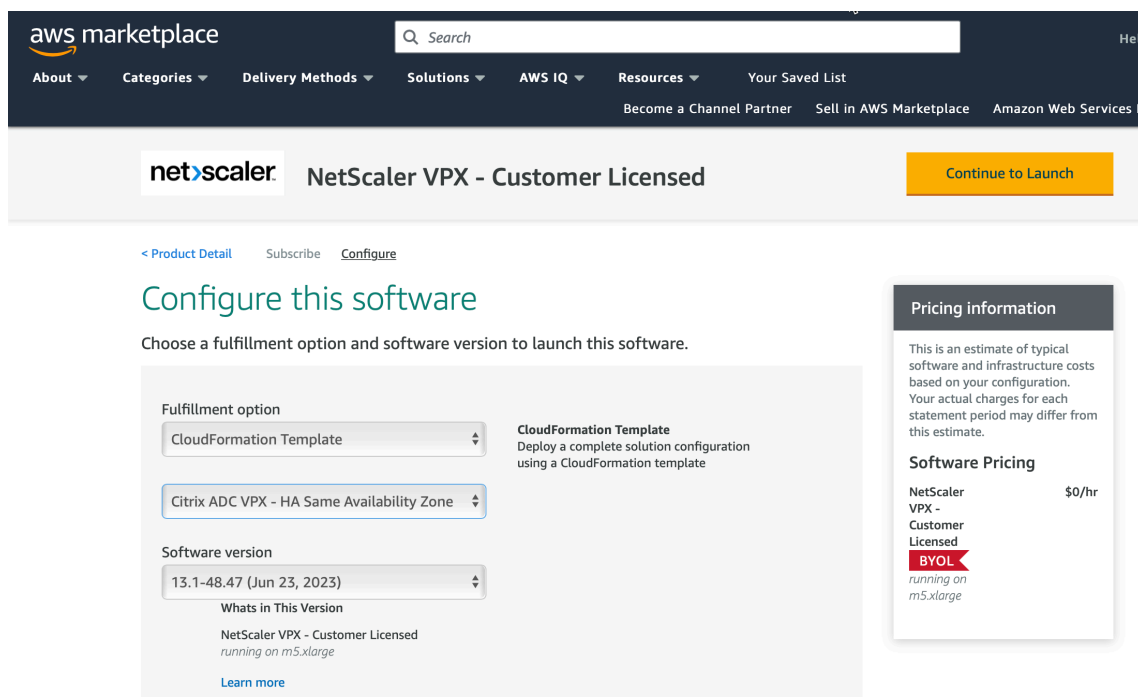 aws marketplace
Search
Hel
About
Categories
Delivery Methods
Solutions
AWS IQ
Resources
Your Saved List
Become a Channel Partner
Sell in AWS Marketplace
Amazon Web Services
net>scaler
NetScaler VPX - Customer Licensed
Continue to Launch
< Product Detail
Subscribe
Configure
Configure this software
Choose a fulfillment option and software version to launch this software.
Fulfillment option
CloudFormation Template
CloudFormation Template
Deploy a complete solution configuration
using a CloudFormation template
Citrix ADC VPX - HA Same Availability Zone
Software version
13.1-48.47 (Jun 23, 2023)
Whats in This Version
NetScaler VPX - Customer Licensed
running on m5.xlarge
Learn more
Pricing information
This is an estimate of typical
software and infrastructure costs
based on your configuration.
Your actual charges for each
statement period may differ from
this estimate.
Software Pricing
NetScaler
VPX -
Customer
Licensed
$0/hr
BYOL
running on
m5.xlarge